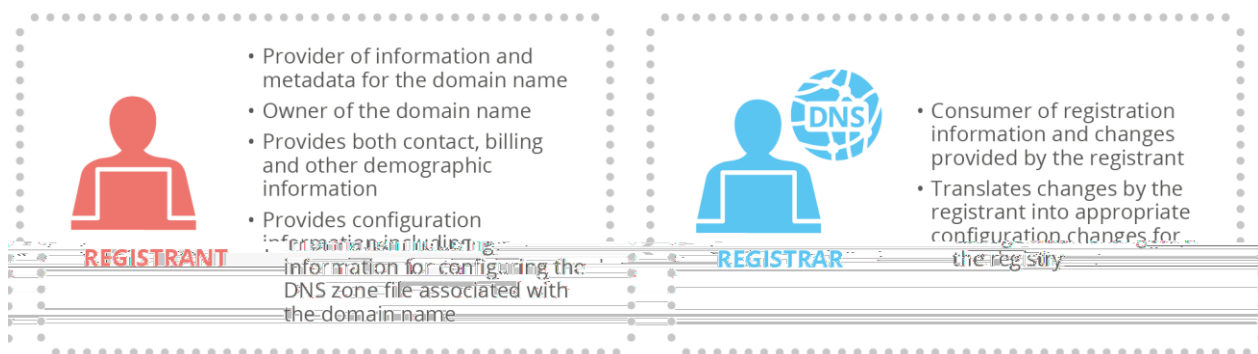 • Provider of information and
metadata for the domain name
• Owner of the domain name
• Provides both contact, billing
and other demographic
information
• Provides configuration
information including
information for configuring the
DNS zone file associated with
the domain name
REGISTRANT
DNS
• Consumer of registration
information and changes
provided by the registrant
• Translates changes by the
registrant into appropriate
configuration changes for
the registry
REGISTRAR